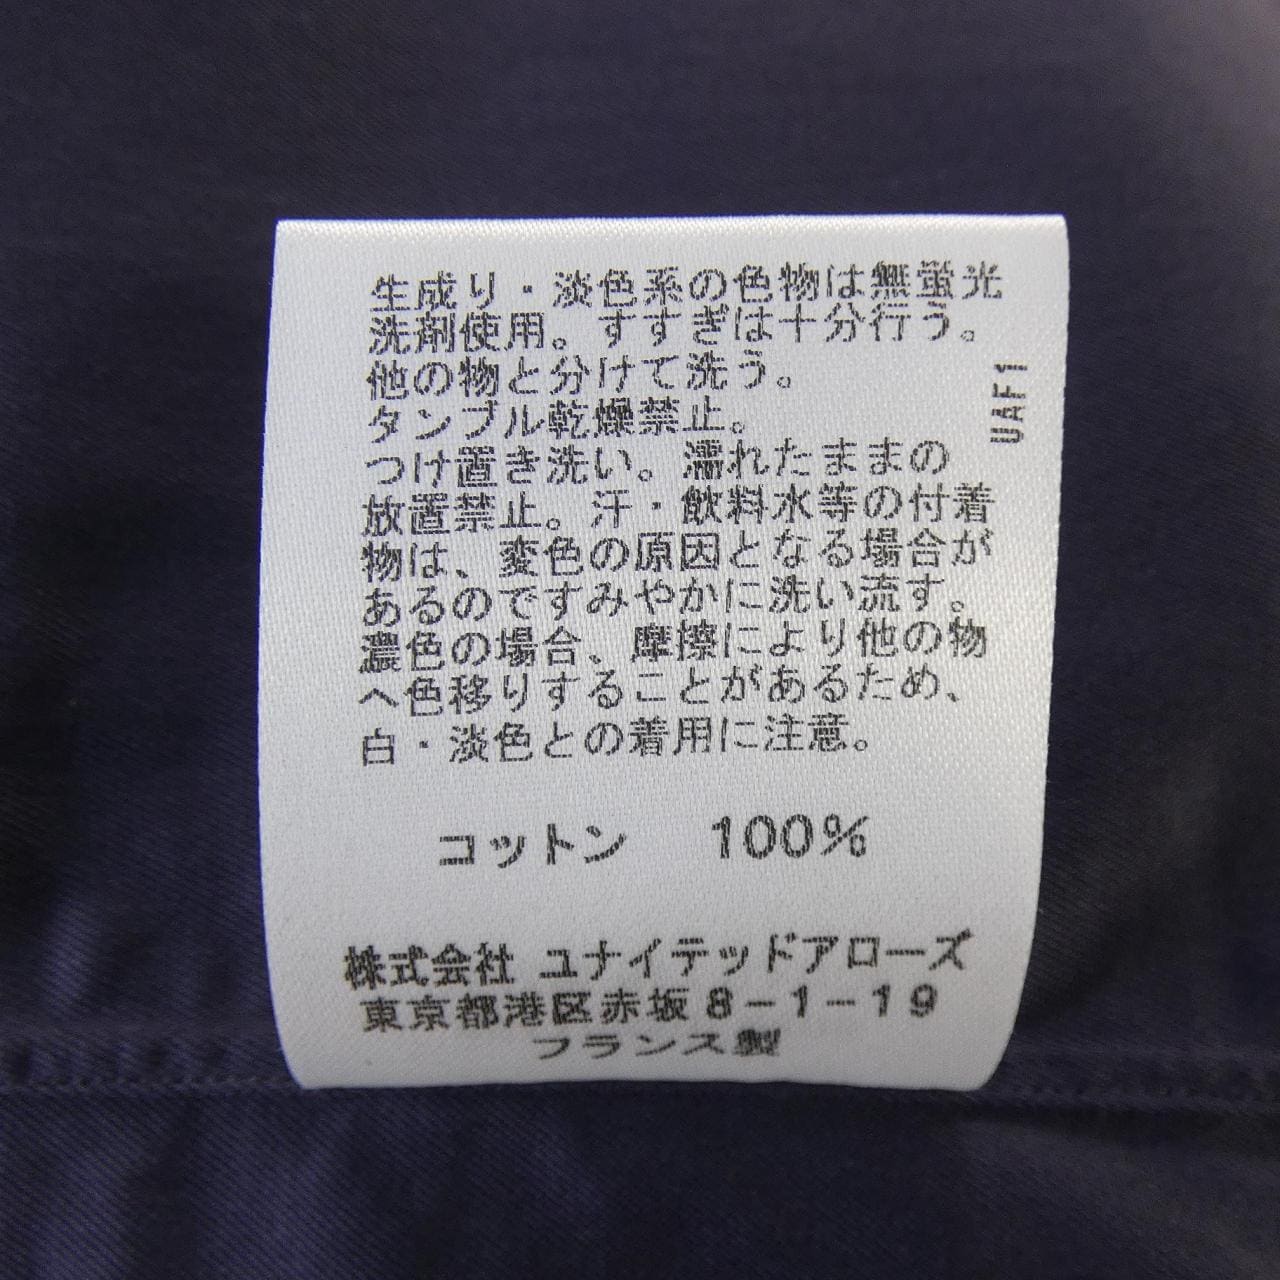 生成り・淡色系の色物は無蛍光
洗剤使用。すすぎは十分行う。
他の物と分けて洗う。
タンブル乾燥禁止。
つけ置き洗い。濡れたままの
放置禁止。汗・飲料水等の付着
物は、変色の原因となる場合が
あるのですみやかに洗い流す。
濃色の場合、摩擦により他の物
へ色移りすることがあるため、
白・淡色との着用に注意。
UAF1
コットン 100%
株式会社 ユナイテッドアローズ
東京都港区赤坂8-1-19
フランス製